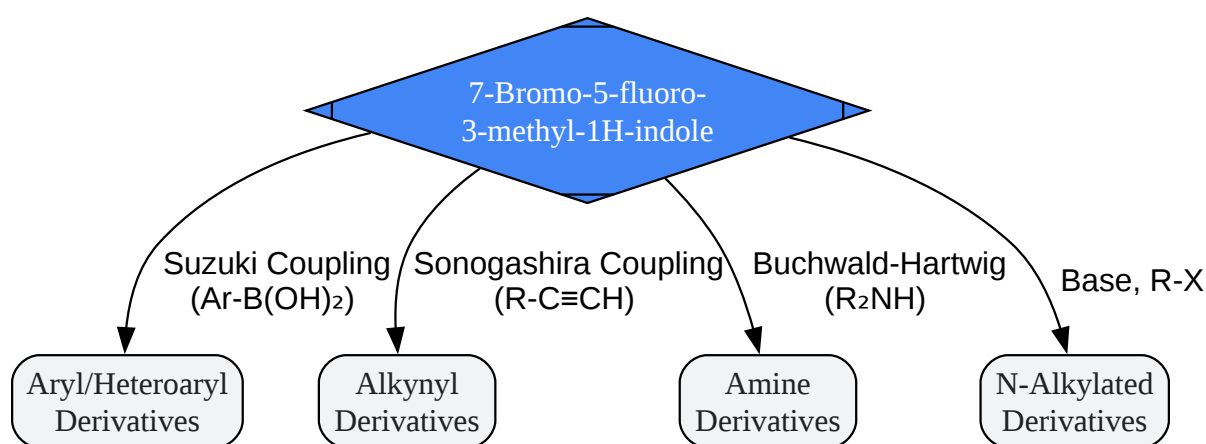 7-Bromo-5-fluoro-
3-methyl-1H-indole
Suzuki Coupling
(Ar-B(OH)₂)
Sonogashira Coupling
(R-C≡CH)
Buchwald-Hartwig
(R₂NH)
Base, R-X
Aryl/Heteroaryl
Derivatives
Alkynyl
Derivatives
Amine
Derivatives
N-Alkylated
Derivatives